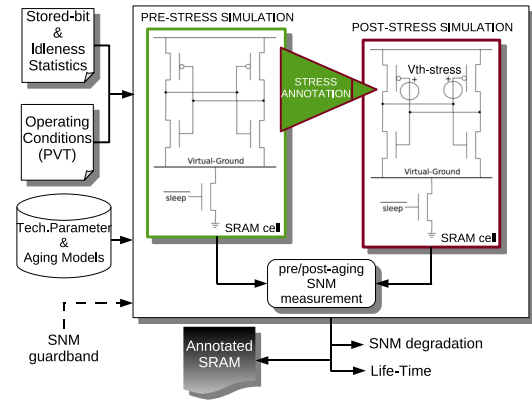 Stored-bit
&
Idleness
Statistics
Operating
Conditions
(PVT)
Tech.Parameter
&
Aging Models
SNM
guardband
PRE-STRESS SIMULATION
Virtual-Ground
sleep
SRAM cell
STRESS
ANNOTATION
POST-STRESS SIMULATION
Vth-stress
+ +
Virtual-Ground
sleep
SRAM cell
pre/post-aging
SNM
measurement
Annotated
SRAM
SNM degradation
Life-Time